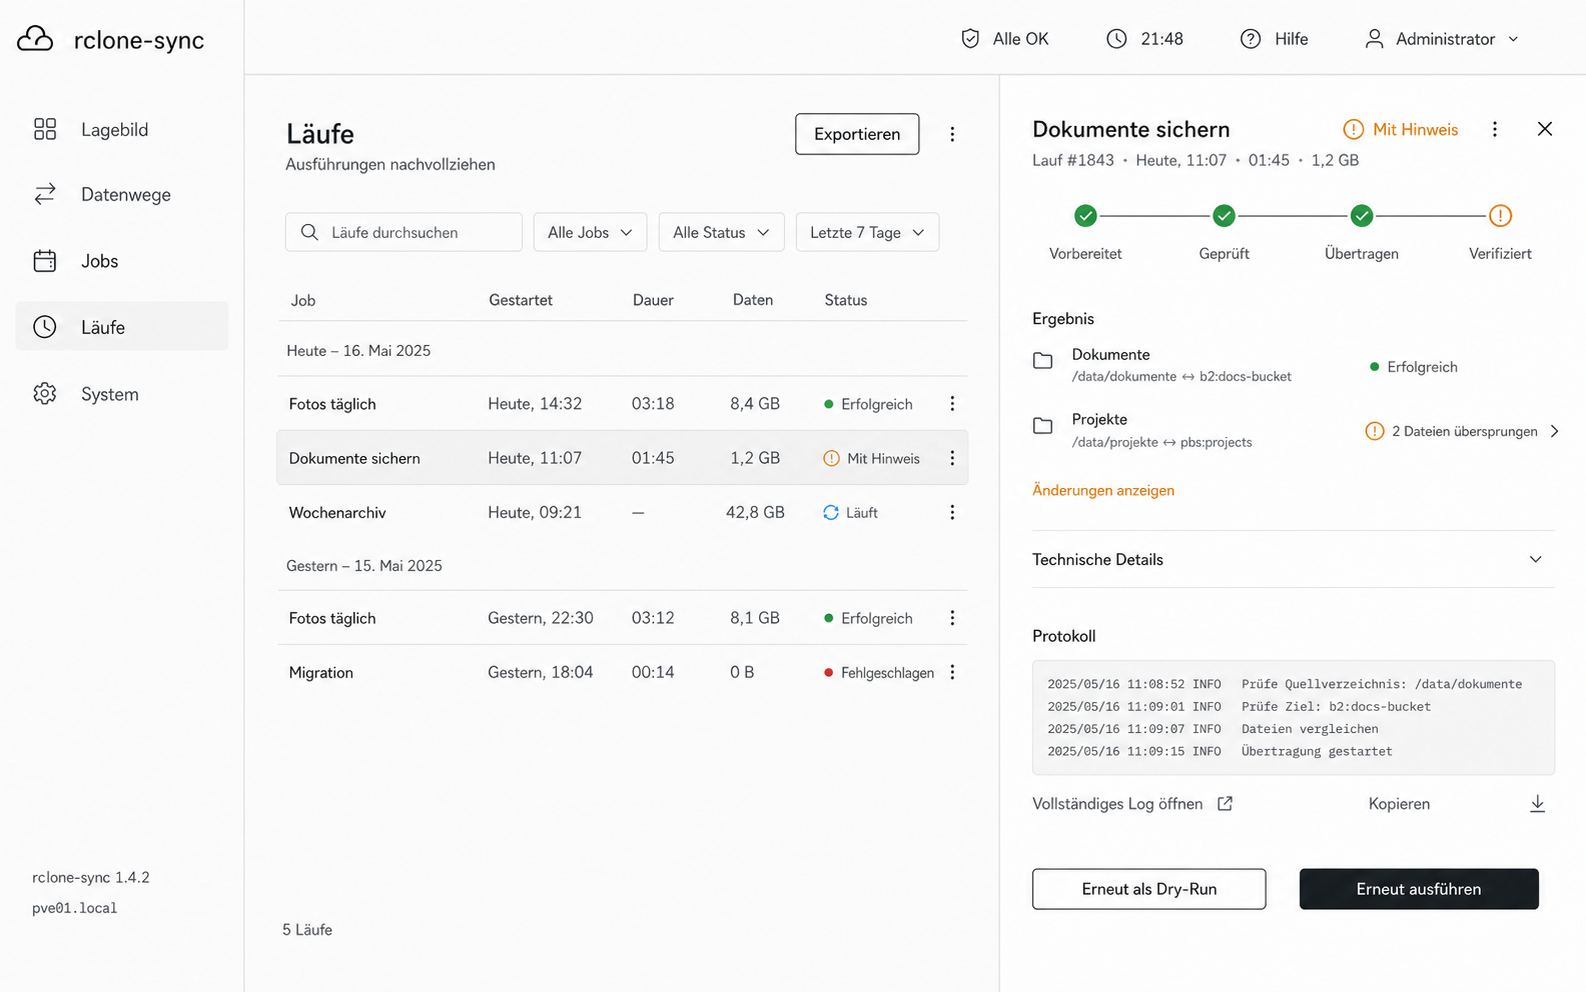 rclone-sync
Alle OK
21:48
Hilfe
Administrator
Lagebild
Datenwege
Jobs
Läufe
System
rclone-sync 1.4.2
pve01.local
Läufe
Ausführungen nachvollziehen
Exportieren
Läufe durchsuchen
Alle Jobs
Alle Status
Letzte 7 Tage
Job Gestartet Dauer Daten Status
Heute – 16. Mai 2025
Fotos täglich Heute, 14:32 03:18 8,4 GB Erfolgreich
Dokumente sichern Heute, 11:07 01:45 1,2 GB Mit Hinweis
Wochenarchiv Heute, 09:21 — 42,8 GB Läuft
Gestern – 15. Mai 2025
Fotos täglich Gestern, 22:30 03:12 8,1 GB Erfolgreich
Migration Gestern, 18:04 00:14 0 B Fehlgeschlagen
5 Läufe
Dokumente sichern
Mit Hinweis
Lauf #1843 • Heute, 11:07 • 01:45 • 1,2 GB
Vorbereitet Geprüft Übertragen Verifiziert
Ergebnis
Dokumente
/data/dokumente ↔ b2:docs-bucket
Erfolgreich
Projekte
/data/projekte ↔ pbs:projects
2 Dateien übersprungen
Änderungen anzeigen
Technische Details
Protokoll
2025/05/16 11:08:52 INFO Prüfe Quellverzeichnis: /data/dokumente
2025/05/16 11:09:01 INFO Prüfe Ziel: b2:docs-bucket
2025/05/16 11:09:07 INFO Dateien vergleichen
2025/05/16 11:09:15 INFO Übertragung gestartet
Vollständiges Log öffnen
Kopieren
Erneut als Dry-Run
Erneut ausführen